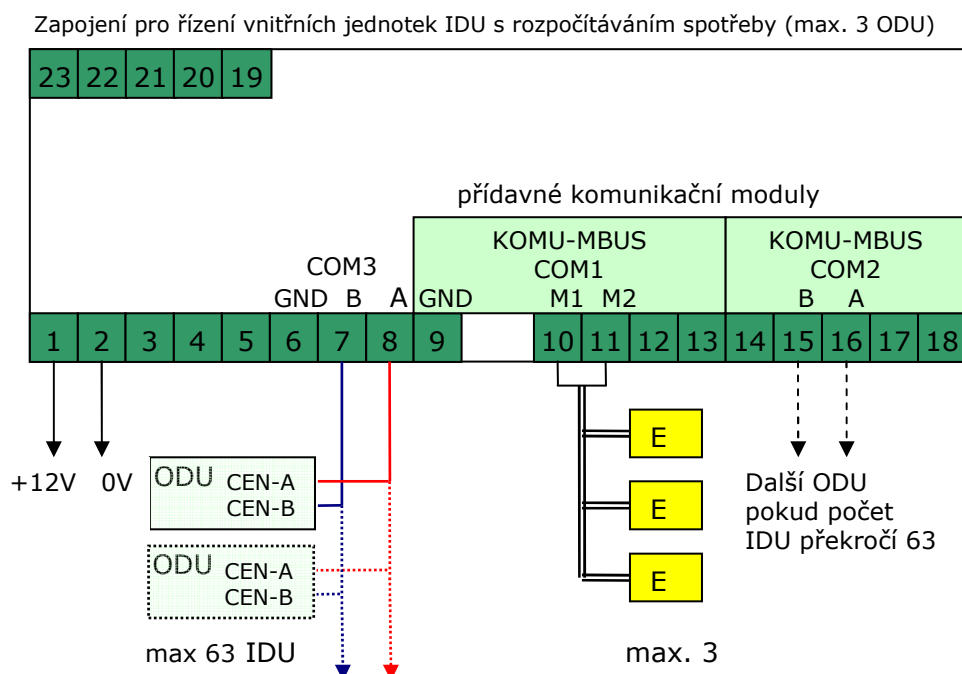 Zapojení pro řízení vnitřních jednotek IDU s rozpočítáváním spotřeby (max. 3 ODU)
23 22 21 20 19
přídavné komunikační moduly
KOMU-MBUS KOMU-MBUS
COM3 COM1 COM2
GND B A GND M1 M2 B A
1 2 3 4 5 6 7 8 9 10 11 12 13 14 15 16 17 18
+12V 0V
ODU CEN-A
CEN-B
ODU CEN-A
CEN-B
max 63 IDU
E
E
E
max. 3
Další ODU
pokud počet
IDU překročí 63